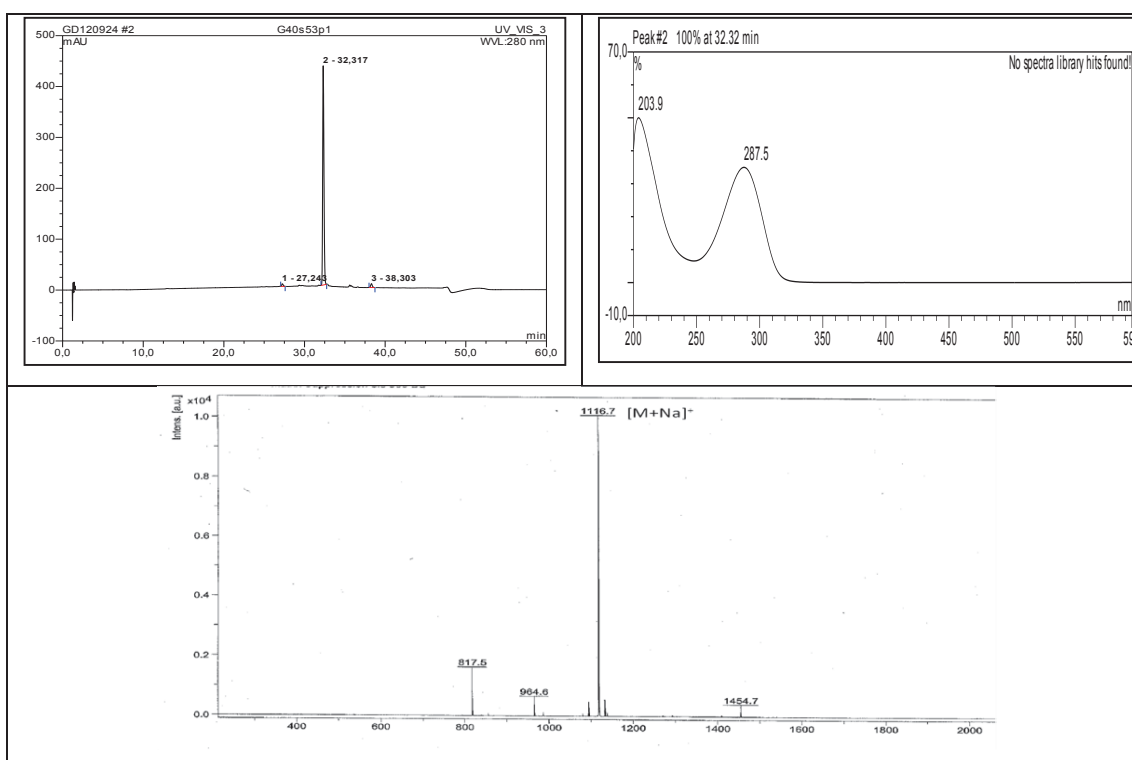 GD120924 #2 G40s53p1 UV_VIS_3
mAU WVL:280 nm
500
400
300
200
100
0
-100
2 - 32,317
1 - 27,243
3 - 38,303
min
0,0 10,0 20,0 30,0 40,0 50,0 60,0
Peak#2 100% at 32.32 min
70,0
%
No spectra library hits found!
203.9
287.5
nm
-10,0
200 250 300 350 400 450 500 550
Intens. [a.u.]
x10⁴
1116.7 [M+Na]⁺
1.0
0.8
0.6
0.4
0.2
0.0
817.5
964.6
1454.7
400 600 800 1000 1200 1400 1600 1800 2000